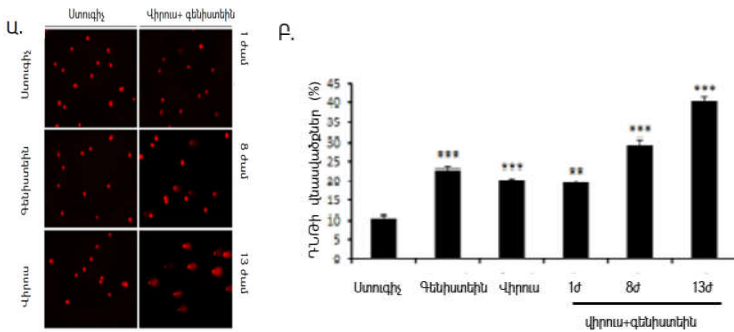 Ա.
Ստուգիչ
Վիրուս+ գենիստեին
Ստուգիչ
1 ժամ
Գենիստեին
8 ժամ
Վիրուս
13 ժամ
Բ.
ԴՆԹի վնասվածքներ (%)
45
40
35
30
25
20
15
10
5
0
***
***
**
***
***
Ստուգիչ Գենիստեին Վիրուս 1ժ 8ժ 13ժ
վիրուս+գենիստեին